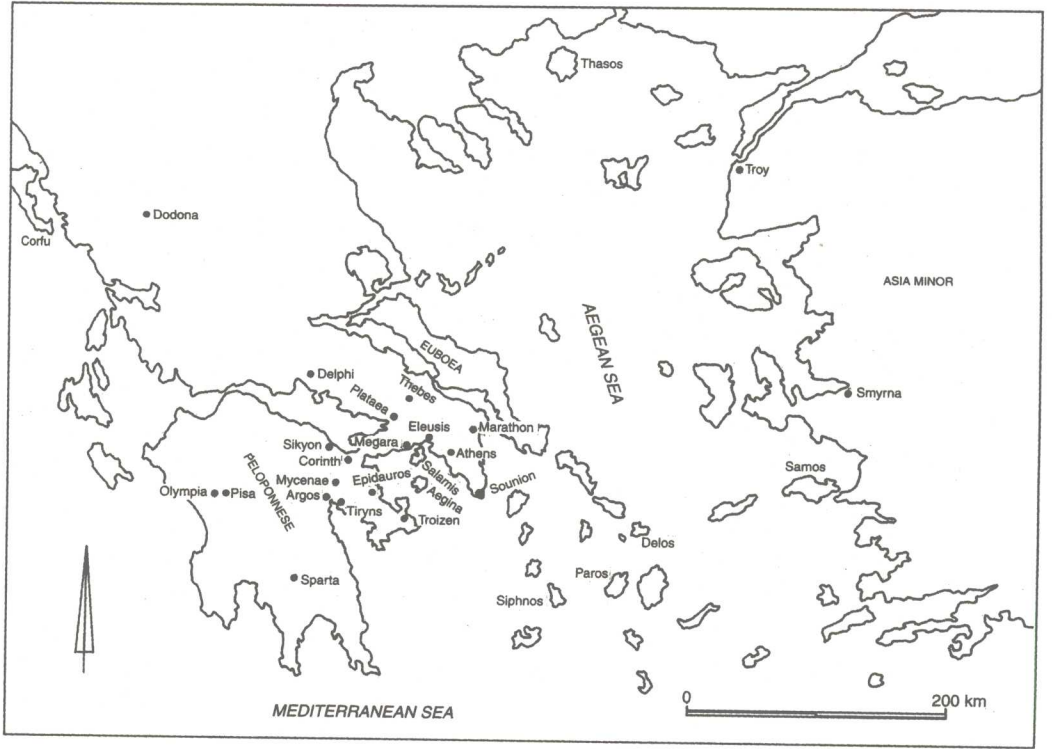 Thasos
Troy
Dodona
Corfu
ASIA MINOR
AEGEAN SEA
EUBOEA
Delphi
Thebes
Plataea
Smyrna
Eleusis
Marathon
Megara
Sikyon
Athens
Corinth
Salamis
Samos
PELOPONNESE
Epidauros
Mycenae
Sounion
Aegina
Olympia
Pisa
Argos
Tiryns
Troizen
Delos
Paros
Sparta
Siphnos
0
200 km
MEDITERRANEAN SEA